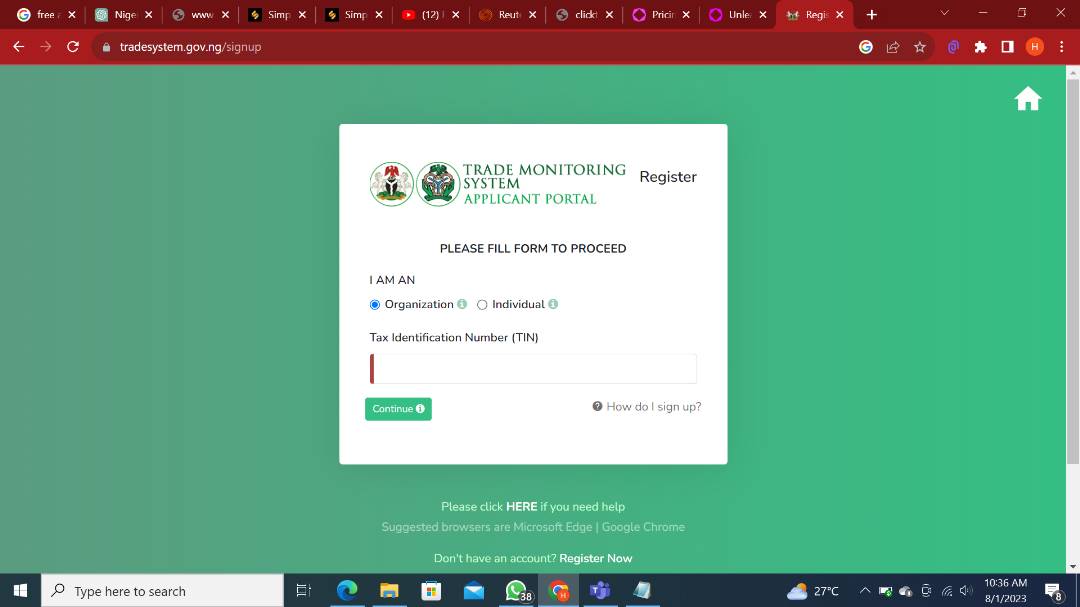 free a
Nige
www
Simp
Simp
(12)
Reut
click
Pricin
Unle
Regis
tradesystem.gov.ng/signup
H
TRADE MONITORING
SYSTEM
APPLICANT PORTAL
Register
PLEASE FILL FORM TO PROCEED
I AM AN
Organization
Individual
Tax Identification Number (TIN)
Continue
How do I sign up?
Please click HERE if you need help
Suggested browsers are Microsoft Edge | Google Chrome
Don't have an account? Register Now
Type here to search
38
H
27°C
10:36 AM
8/1/2023
8